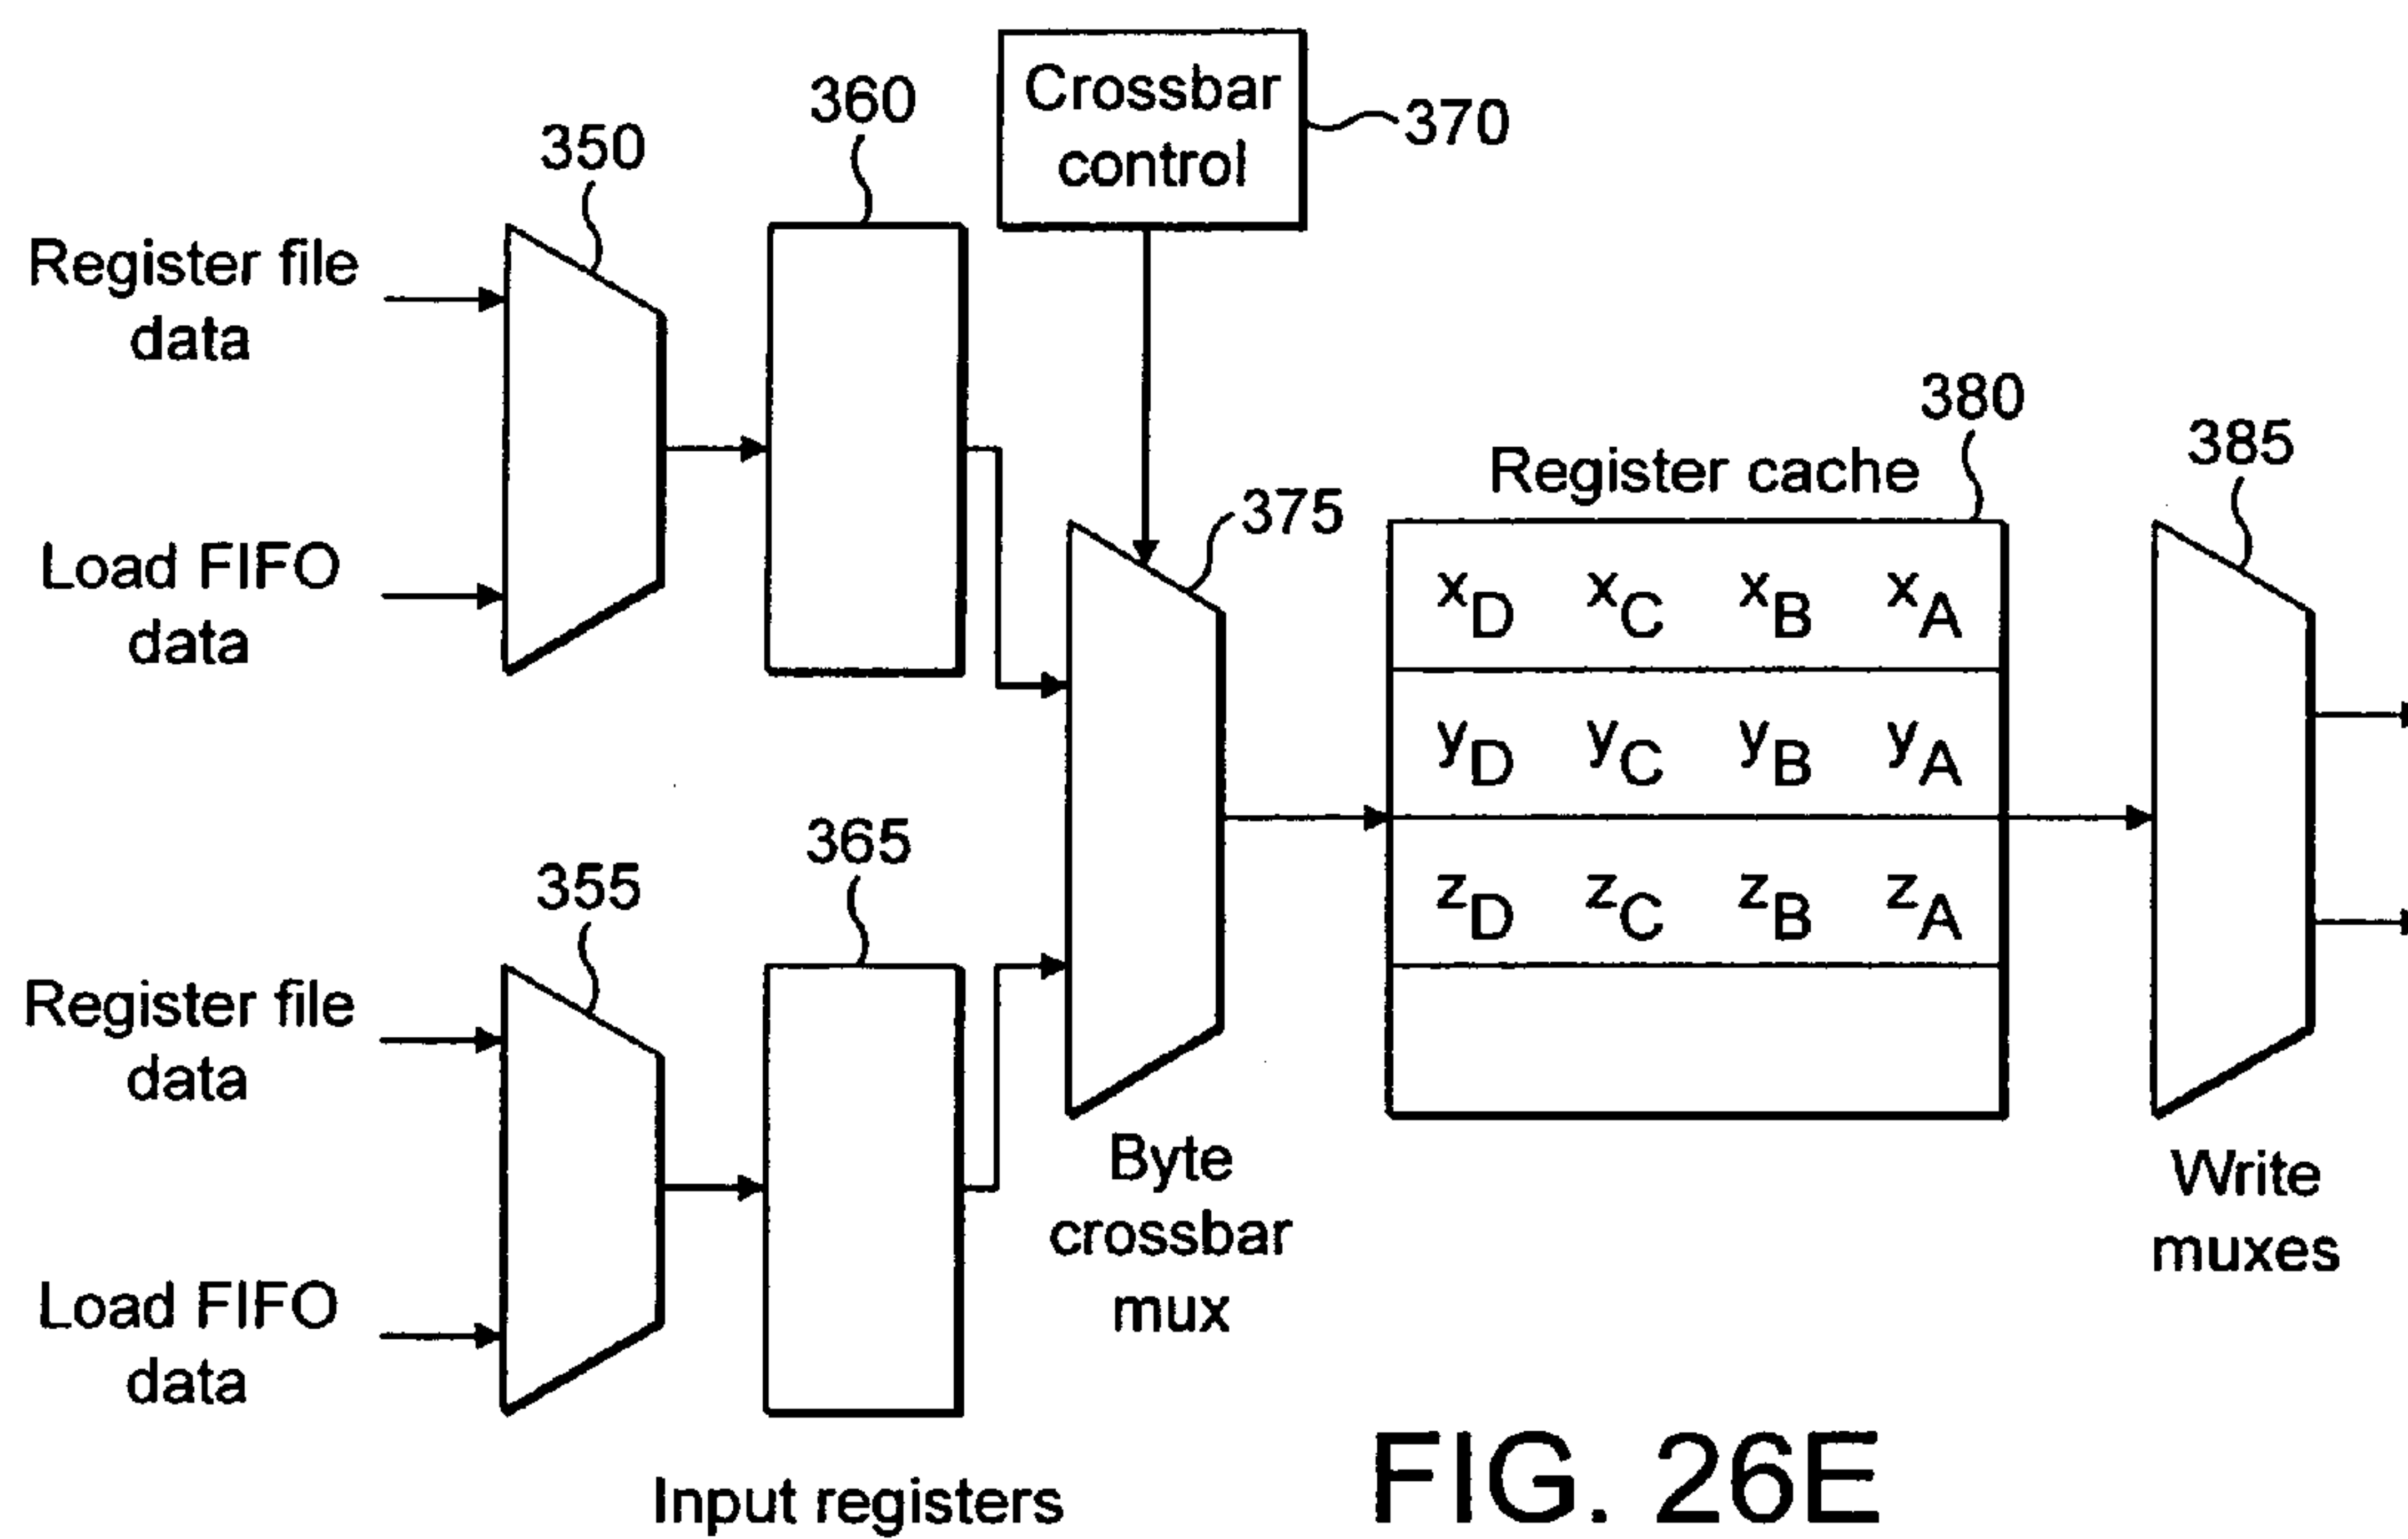 Crossbar
control
370
360
350
Register file
data
Load FIFO
data
380
Register cache
385
375
xD xC xB xA
yD yC yB yA
zD zC zB zA
365
355
Register file
data
Load FIFO
data
Byte
crossbar
mux
Write
muxes
Input registers
FIG. 26E